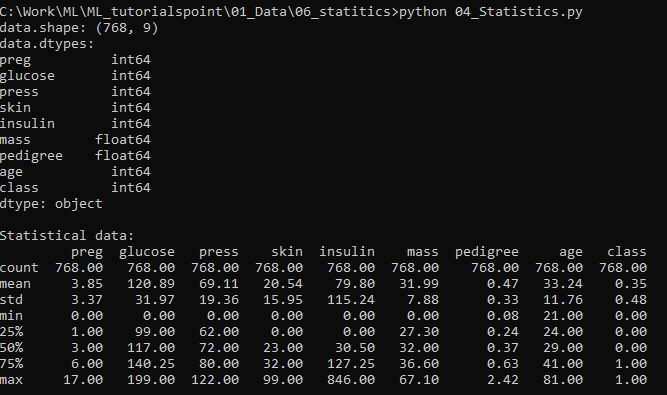 C:\Work\ML\ML_tutorialspoint\01_Data\06_statitics>python 04_Statistics.py
data.shape: (768, 9)
data.dtypes:
preg          int64
glucose       int64
press         int64
skin          int64
insulin       int64
mass        float64
pedigree    float64
age           int64
class         int64
dtype: object

Statistical data:
         preg  glucose   press    skin  insulin    mass  pedigree     age   class
count  768.00   768.00  768.00  768.00   768.00  768.00    768.00  768.00  768.00
mean     3.85   120.89   69.11   20.54    79.80   31.99      0.47   33.24    0.35
std      3.37    31.97   19.36   15.95   115.24    7.88      0.33   11.76    0.48
min      0.00     0.00    0.00    0.00     0.00    0.00      0.08   21.00    0.00
25%      1.00    99.00   62.00    0.00     0.00   27.30      0.24   24.00    0.00
50%      3.00   117.00   72.00   23.00    30.50   32.00      0.37   29.00    0.00
75%      6.00   140.25   80.00   32.00   127.25   36.60      0.63   41.00    1.00
max     17.00   199.00  122.00   99.00   846.00   67.10      2.42   81.00    1.00